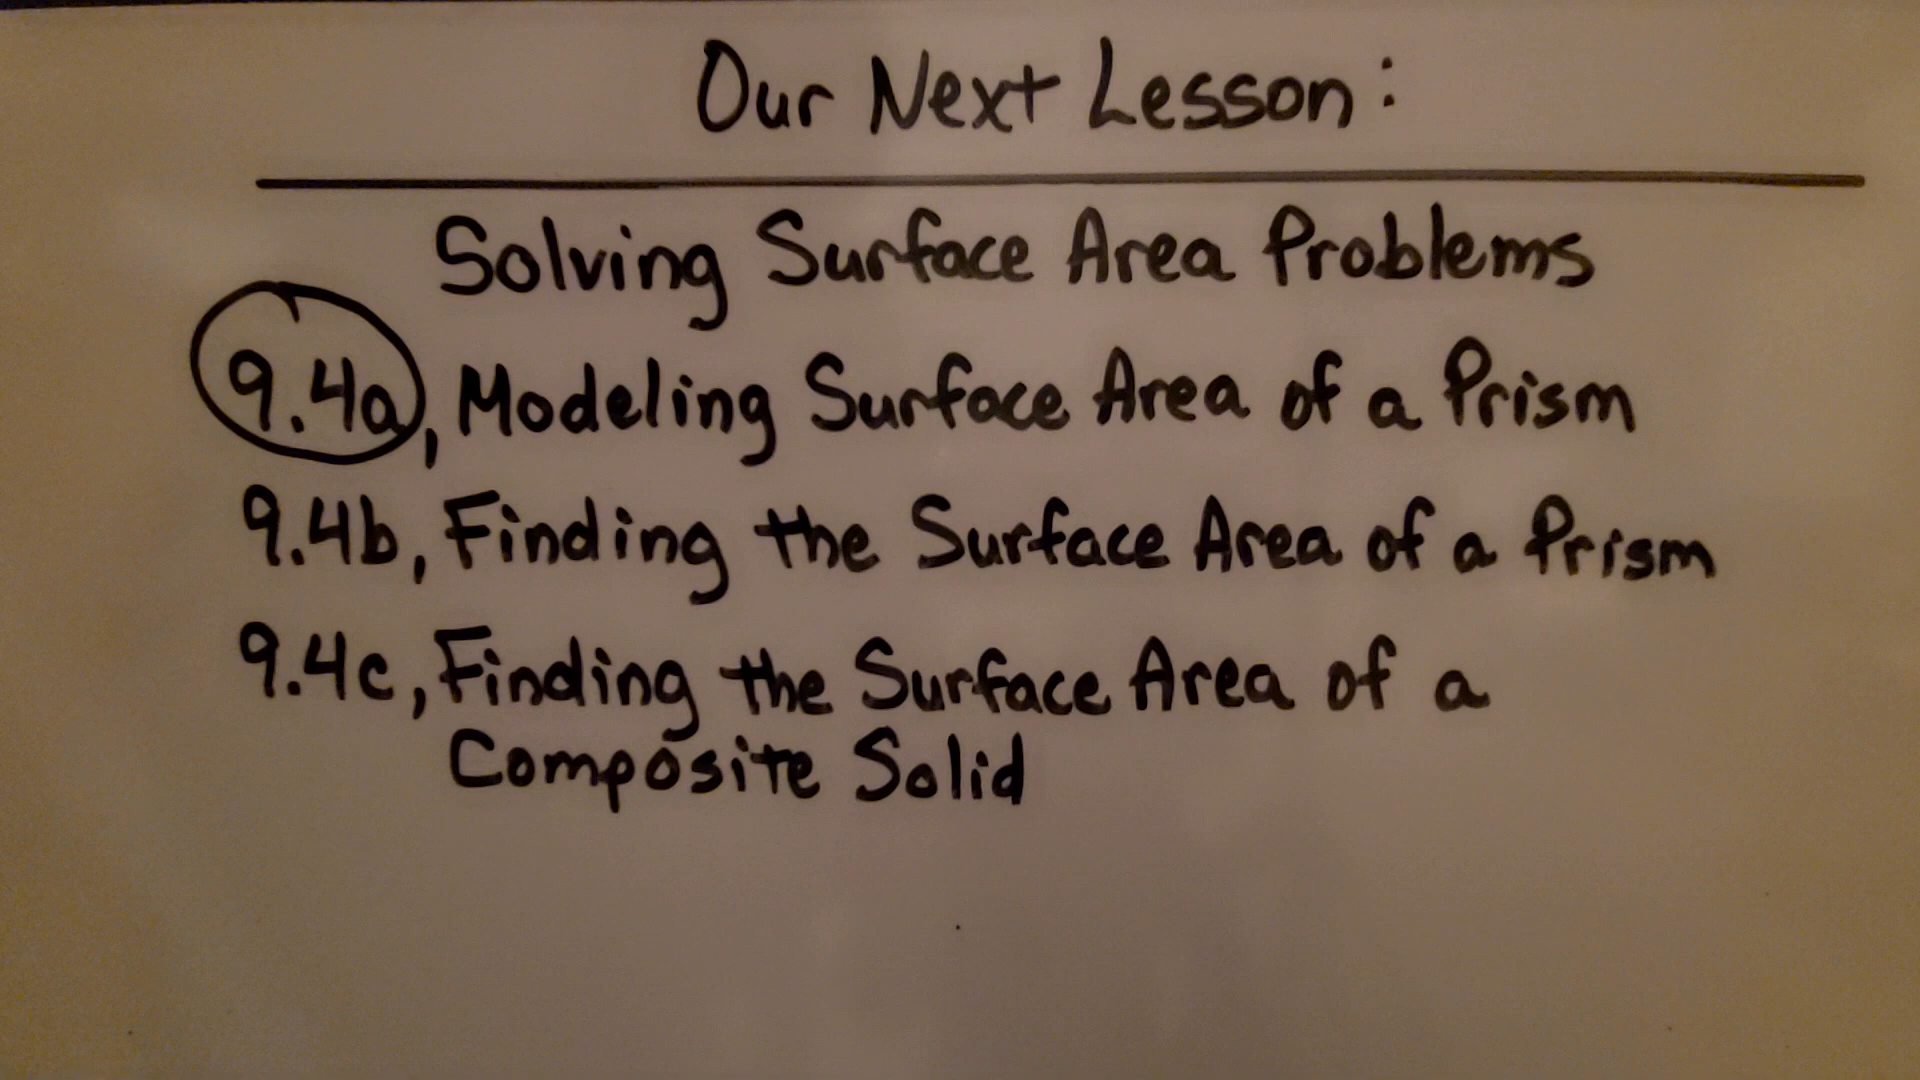 Our Next Lesson:
Solving Surface Area Problems
9.4a, Modeling Surface Area of a Prism
9.4b, Finding the Surface Area of a Prism
9.4c, Finding the Surface Area of a
Composite Solid